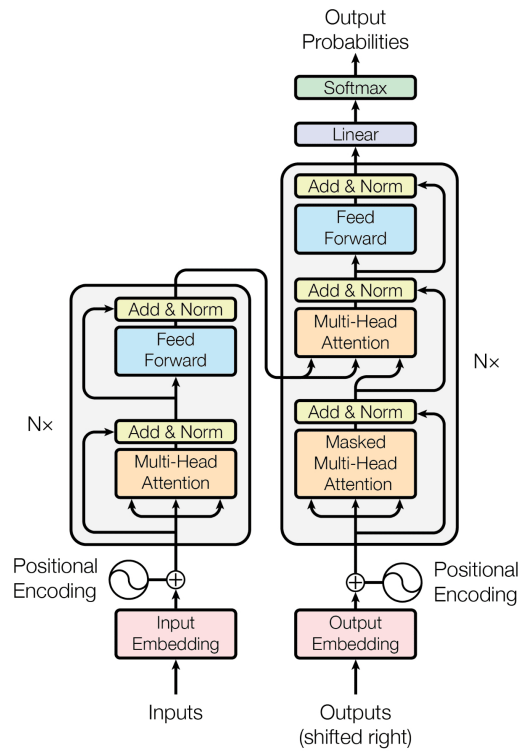 Output
Probabilities
Softmax
Linear
Add & Norm
Feed
Forward
Add & Norm
Multi-Head
Attention
Add & Norm
Masked
Multi-Head
Attention
Nx
Add & Norm
Feed
Forward
Add & Norm
Multi-Head
Attention
N×
Positional
Encoding
Positional
Encoding
Input
Embedding
Output
Embedding
Inputs
Outputs
(shifted right)